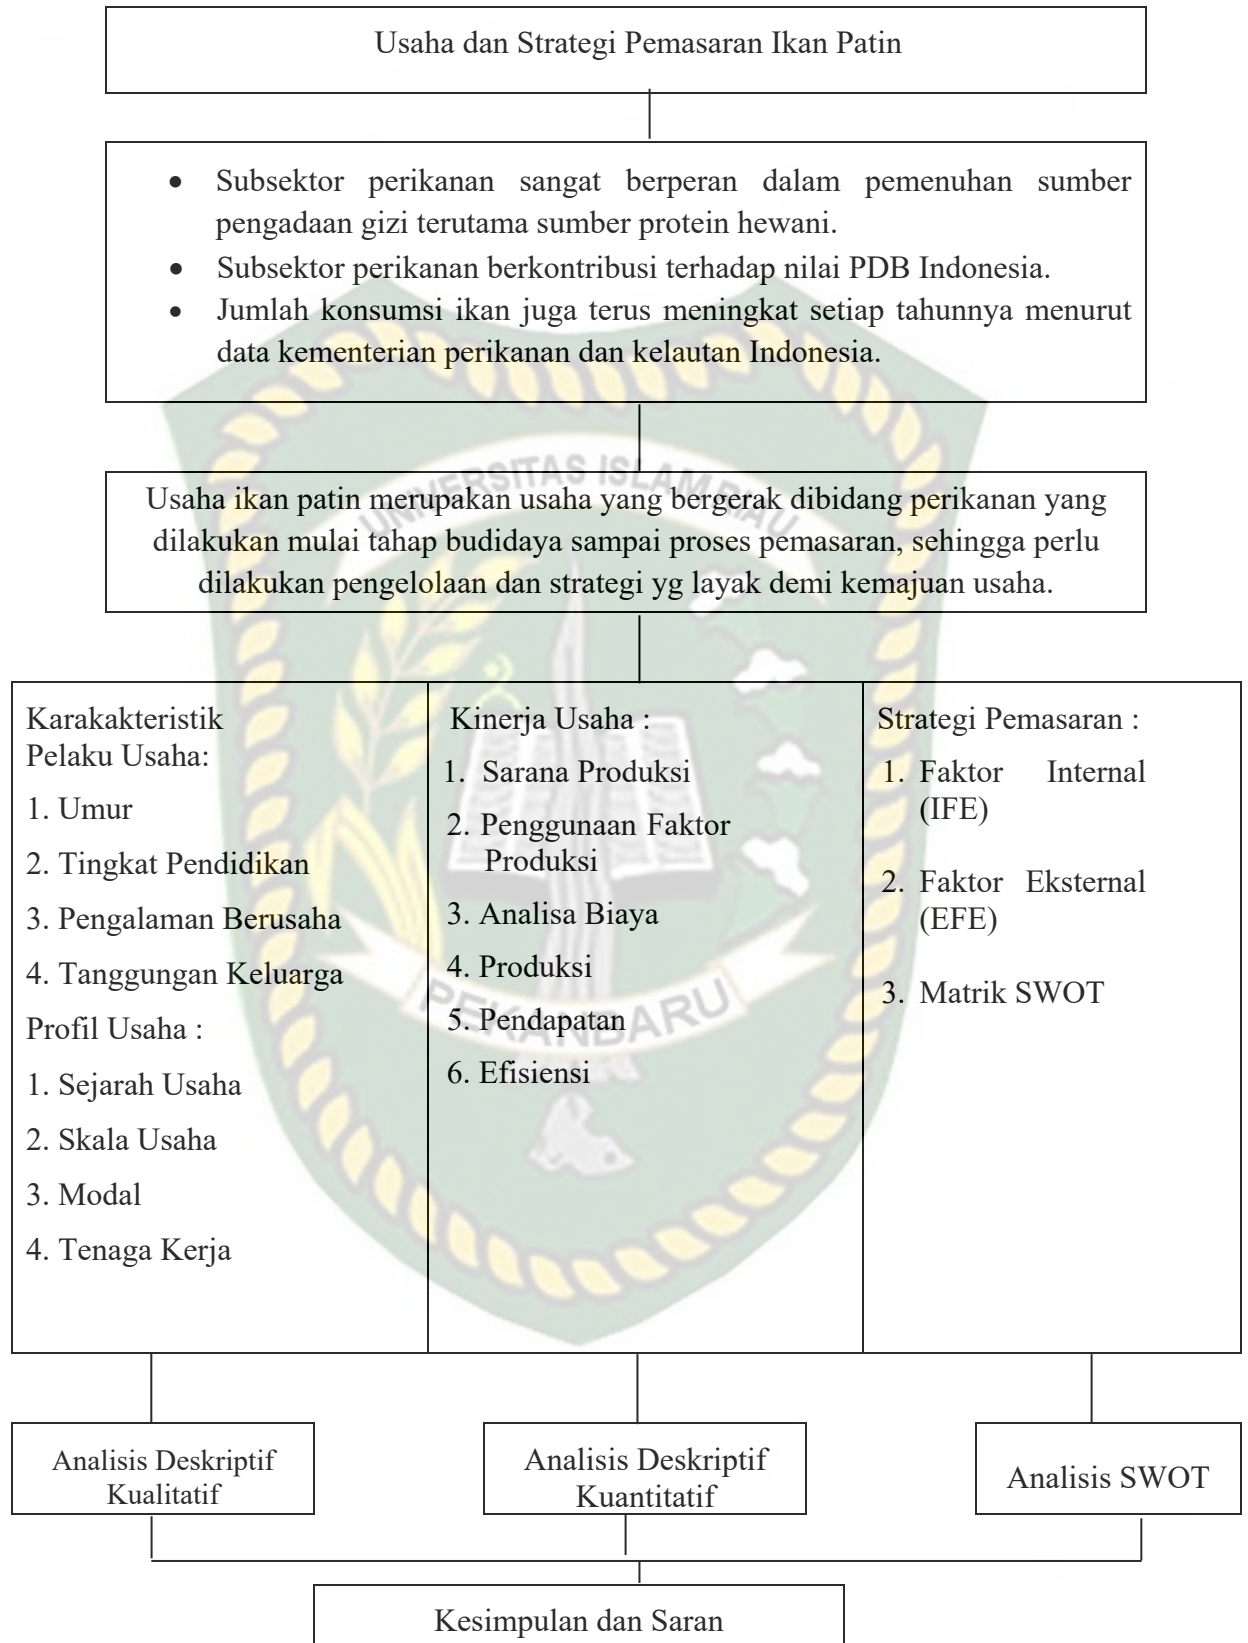 Usaha dan Strategi Pemasaran Ikan Patin
• Subsektor perikanan sangat berperan dalam pemenuhan sumber
pengadaan gizi terutama sumber protein hewani.
• Subsektor perikanan berkontribusi terhadap nilai PDB Indonesia.
• Jumlah konsumsi ikan juga terus meningkat setiap tahunnya menurut
data kementerian perikanan dan kelautan Indonesia.
UNIVERSITAS ISLAM RIAU
Usaha ikan patin merupakan usaha yang bergerak dibidang perikanan yang
dilakukan mulai tahap budidaya sampai proses pemasaran, sehingga perlu
dilakukan pengelolaan dan strategi yg layak demi kemajuan usaha.
Karakakteristik
Pelaku Usaha:
1. Umur
2. Tingkat Pendidikan
3. Pengalaman Berusaha
4. Tanggungan Keluarga
Profil Usaha :
1. Sejarah Usaha
2. Skala Usaha
3. Modal
4. Tenaga Kerja
Kinerja Usaha :
1. Sarana Produksi
2. Penggunaan Faktor
Produksi
3. Analisa Biaya
4. Produksi
5. Pendapatan
6. Efisiensi
Strategi Pemasaran :
1. Faktor Internal
(IFE)
2. Faktor Eksternal
(EFE)
3. Matrik SWOT
PEKANBARU
Analisis Deskriptif
Kualitatif
Analisis Deskriptif
Kuantitatif
Analisis SWOT
Kesimpulan dan Saran